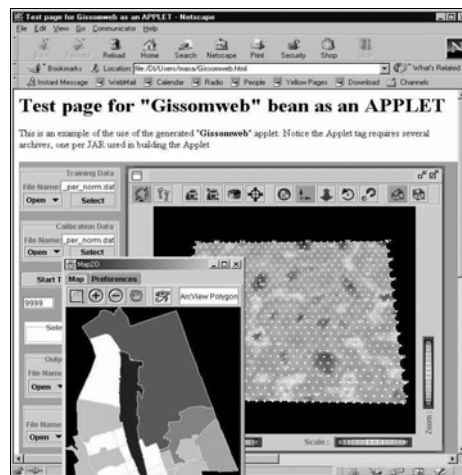 Test page for Gissomweb as an APPLET - Netscape
File Edit View Go Communicator Help
Back Forward Reload Home Search Netscape Print Security Shop Stop
Bookmarks Location: file:/D|/Users/masa/Gissomweb.html What's Related
Instant Message WebMail Calendar Radio People Yellow Pages Download Channels
Test page for "Gissomweb" bean as an APPLET
This is an example of the use of the generated "Gissomweb" applet. Notice the Applet tag requires several
archives, one per JAR used in building the Applet
Training Data
File Name: _per_norm.dat
Open Select
Calibration Data
File Name: _per_norm.dat
Open Select
Start T
9999
Sele
Outp
File Name
Open
File Name
Open
Map2D
Map Preferences
ArcView Polygon
Zoom:
Scale: